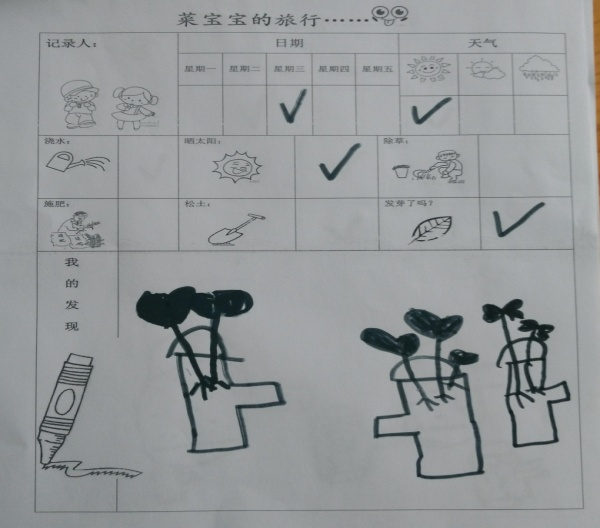 菜宝宝的旅行……
记录人：
日期
天气
星期一 星期二 星期三 星期四 星期五
浇水：
晒太阳：
除草：
施肥：
松土：
发芽了吗？
我
的
发
现